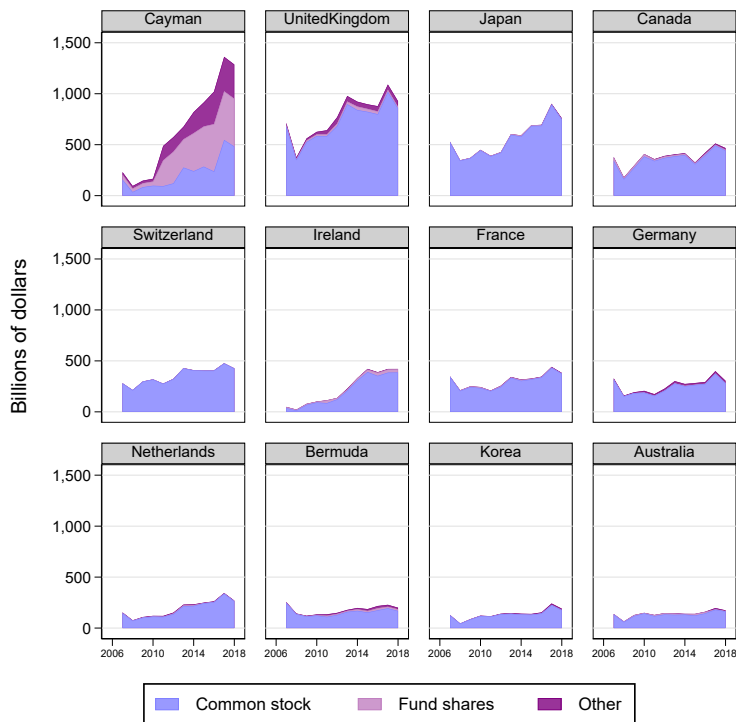 Cayman UnitedKingdom Japan Canada
1,500
1,000
500
0
Switzerland Ireland France Germany
Billions of dollars
1,500
1,000
500
0
Netherlands Bermuda Korea Australia
1,500
1,000
500
0
2006 2010 2014 2018 2006 2010 2014 2018 2006 2010 2014 2018 2006 2010 2014 2018
Common stock Fund shares Other